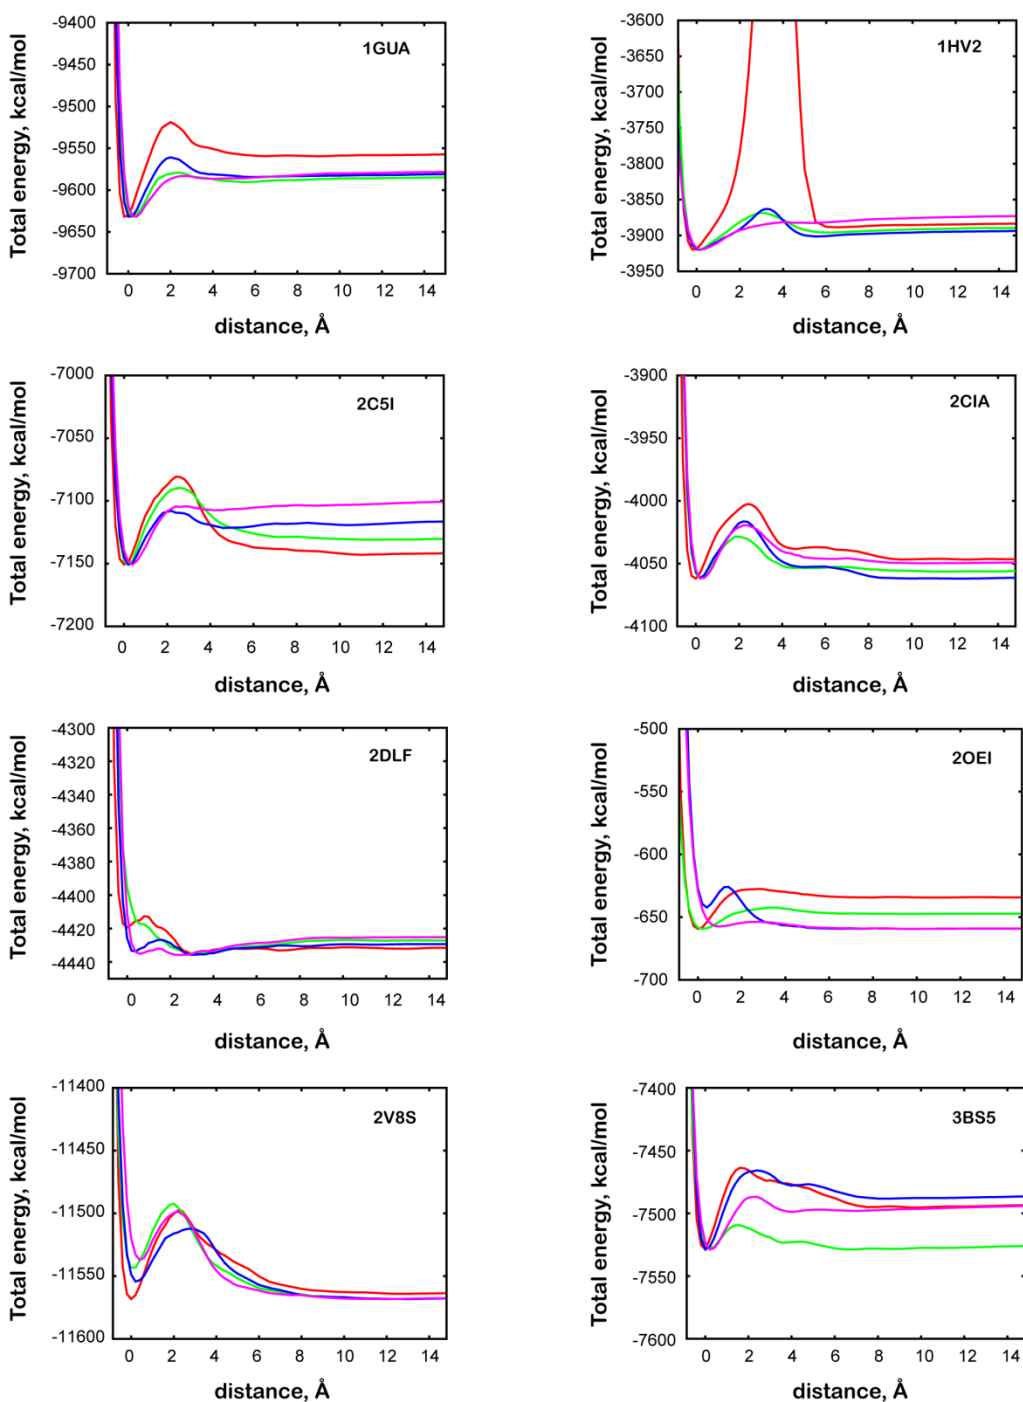 -9400
-9450
-9500
-9550
-9600
-9650
-9700
Total energy, kcal/mol
1GUA
0 2 4 6 8 10 12 14
distance, Å
-3600
-3650
-3700
-3750
-3800
-3850
-3900
-3950
Total energy, kcal/mol
1HV2
0 2 4 6 8 10 12 14
distance, Å
-7000
-7050
-7100
-7150
-7200
Total energy, kcal/mol
2C5I
0 2 4 6 8 10 12 14
distance, Å
-3900
-3950
-4000
-4050
-4100
Total energy, kcal/mol
2CIA
0 2 4 6 8 10 12 14
distance, Å
-4300
-4320
-4340
-4360
-4380
-4400
-4420
-4440
Total energy, kcal/mol
2DLF
0 2 4 6 8 10 12 14
distance, Å
-500
-550
-600
-650
-700
Total energy, kcal/mol
2OEI
0 2 4 6 8 10 12 14
distance, Å
-11400
-11450
-11500
-11550
-11600
Total energy, kcal/mol
2V8S
0 2 4 6 8 10 12 14
distance, Å
-7400
-7450
-7500
-7550
-7600
Total energy, kcal/mol
3BS5
0 2 4 6 8 10 12 14
distance, Å